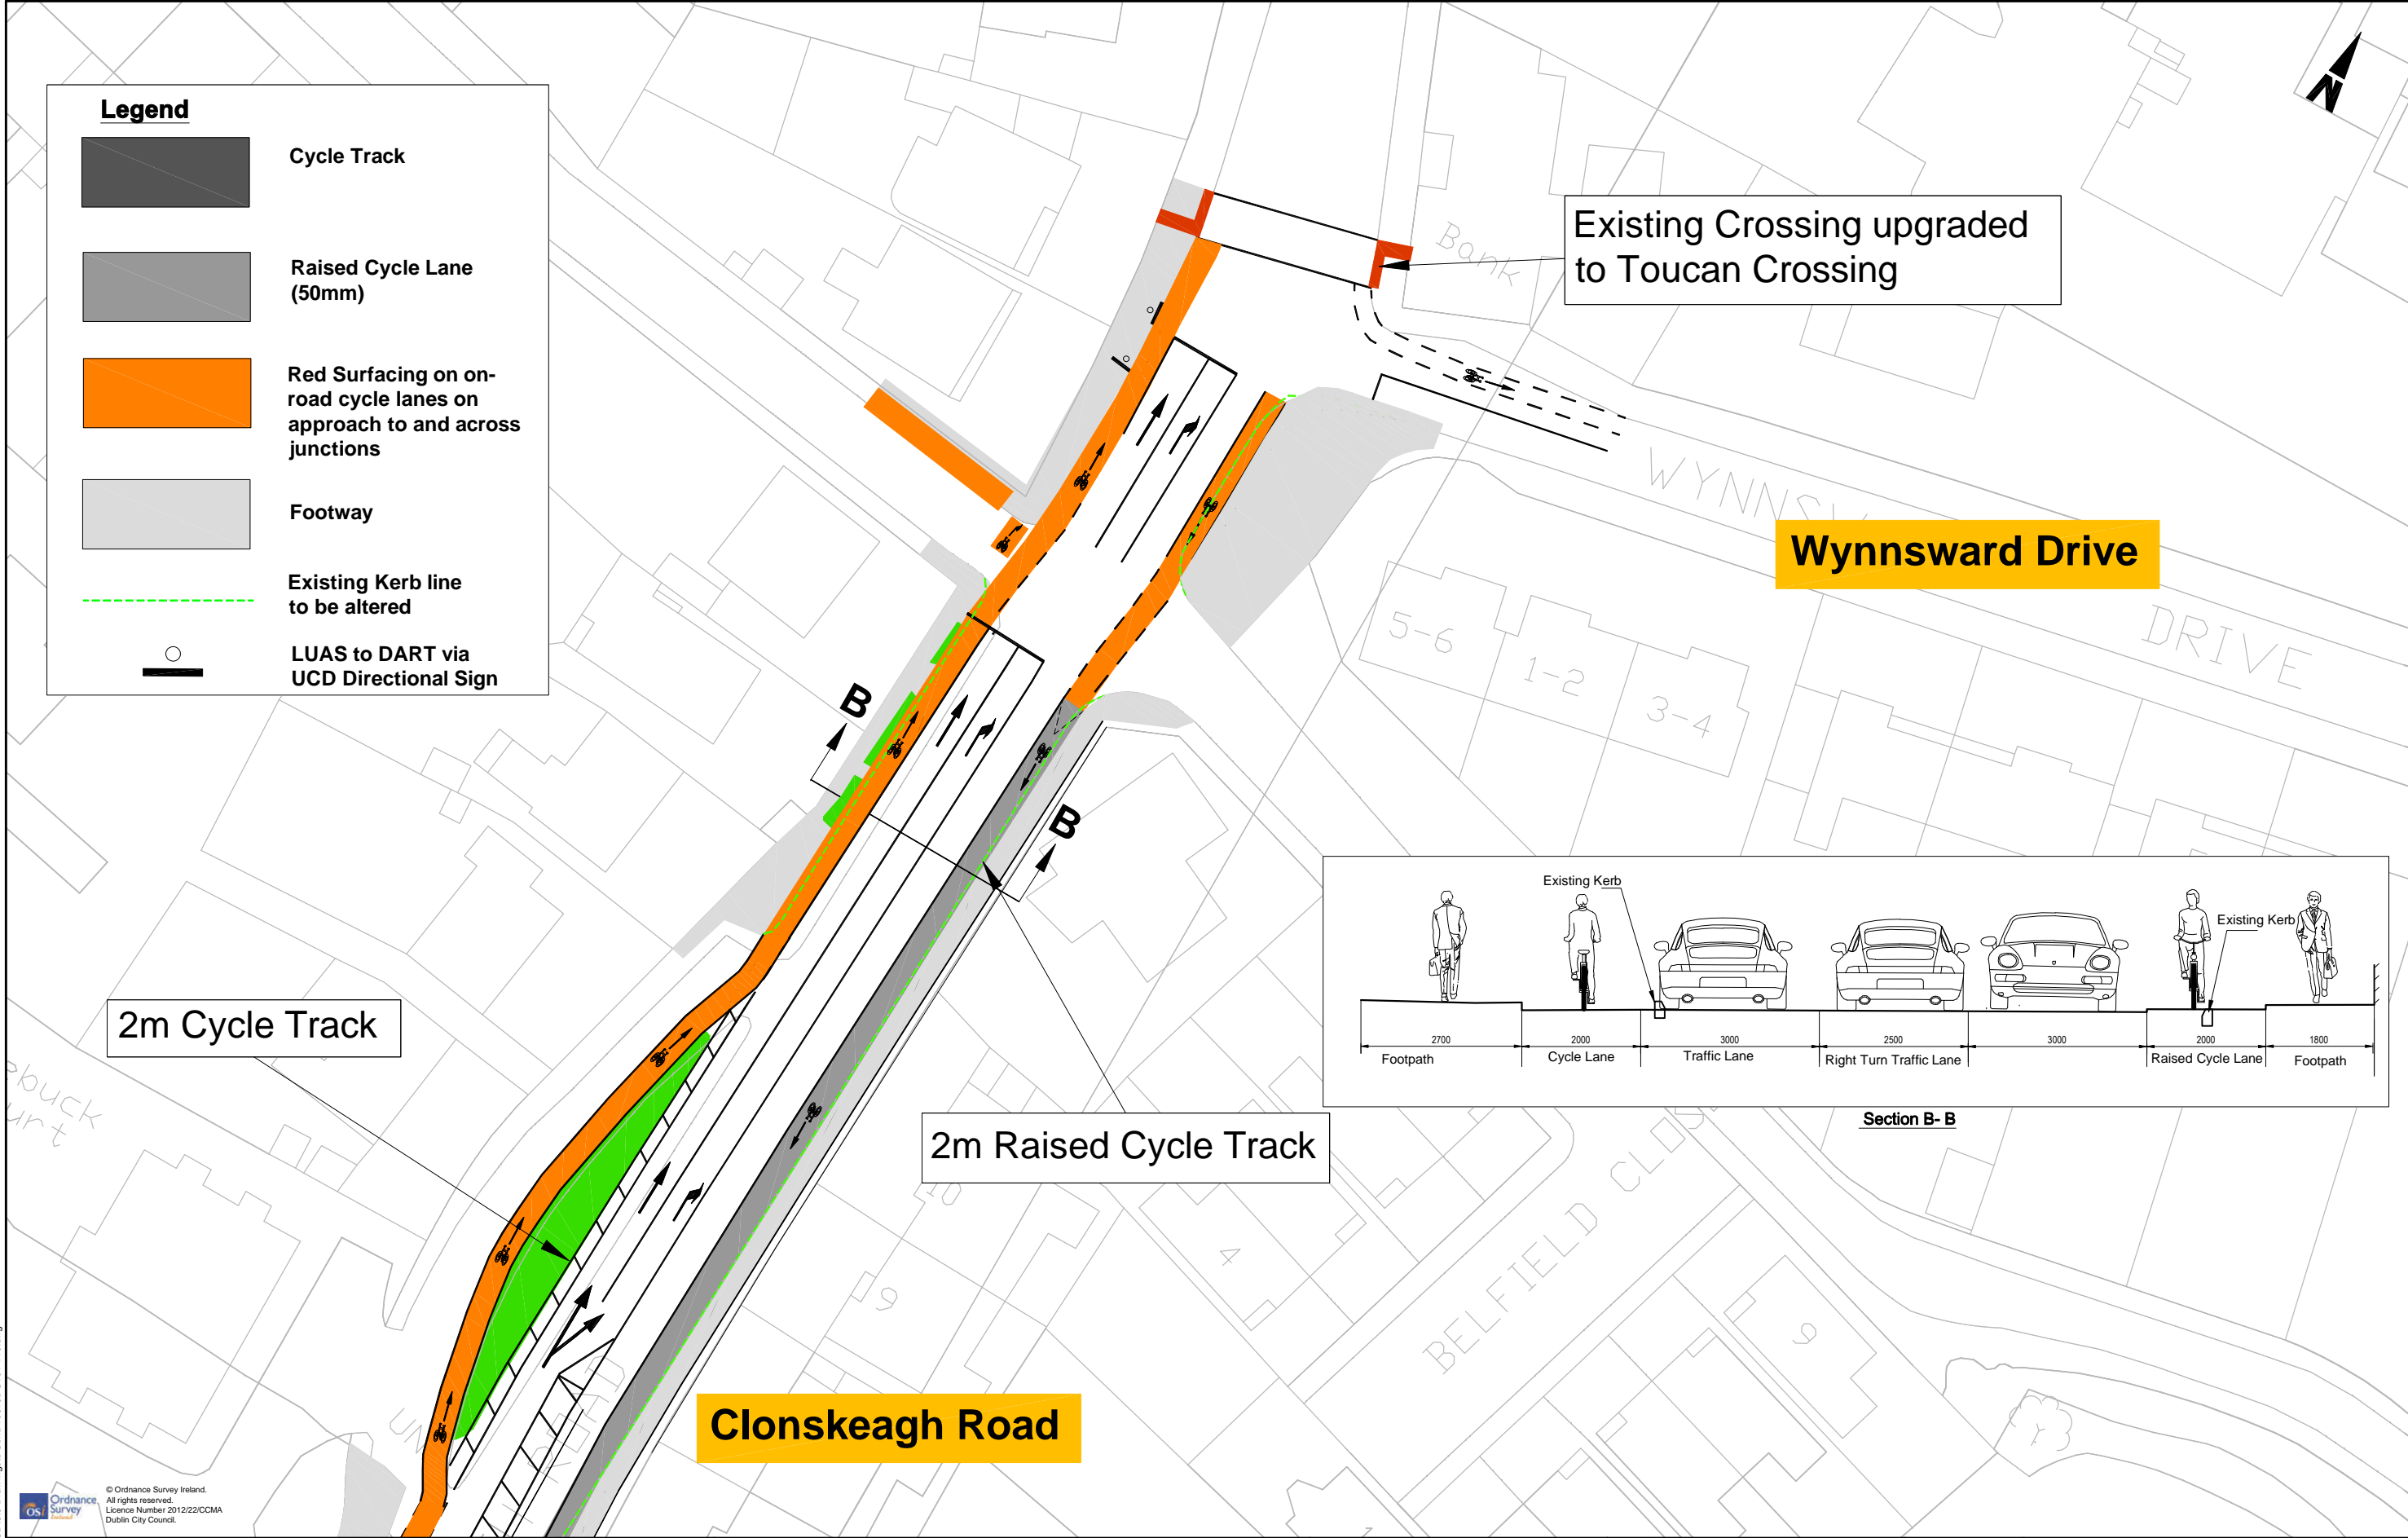 Legend
Cycle Track
Raised Cycle Lane
(50mm)
Red Surfacing on on-
road cycle lanes on
approach to and across
junctions
Footway
Existing Kerb line
to be altered
LUAS to DART via
UCD Directional Sign
N
Existing Crossing upgraded
to Toucan Crossing
Bank
Wynnsward Drive
DRIVE
5-6
1-2
3-4
B
B
2m Cycle Track
2m Raised Cycle Track
Existing Kerb
Existing Kerb
2700
2000
3000
2500
3000
2000
1800
Footpath
Cycle Lane
Traffic Lane
Right Turn Traffic Lane
Raised Cycle Lane
Footpath
Section B- B
10
9
4
9
BELFIELD
Clonskeagh Road
osi
Ordnance
Survey
Ireland
© Ordnance Survey Ireland.
All rights reserved.
Licence Number 2012/22/CCMA
Dublin City Council.